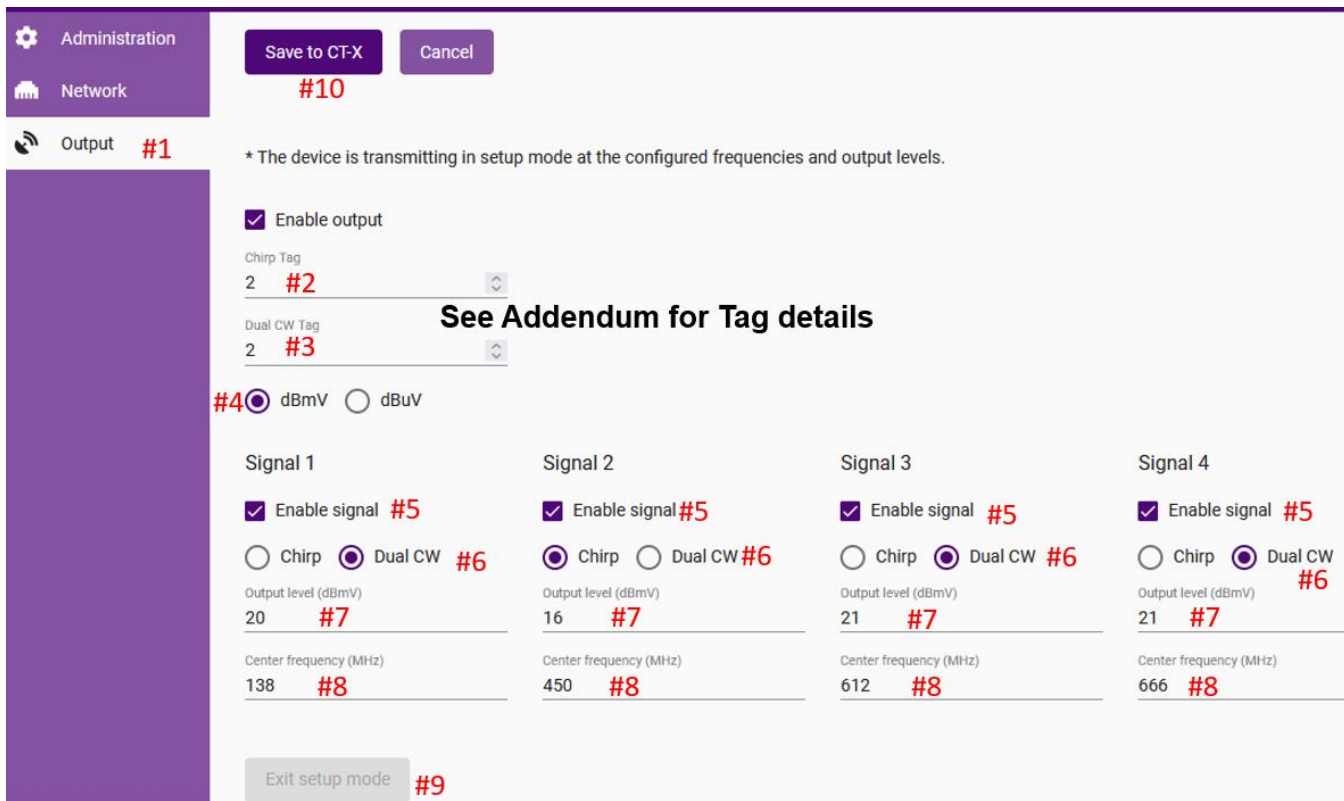 Administration
Network
Output #1
Save to CT-X Cancel
#10
* The device is transmitting in setup mode at the configured frequencies and output levels.
Enable output
Chirp Tag
2 #2
See Addendum for Tag details
Dual CW Tag
2 #3
#4 dBmV dBuV
Signal 1 Signal 2 Signal 3 Signal 4
Enable signal #5 Enable signal #5 Enable signal #5 Enable signal #5
Chirp Dual CW #6 Chirp Dual CW #6 Chirp Dual CW #6 Chirp Dual CW
#6
Output level (dBmV) Output level (dBmV) Output level (dBmV) Output level (dBmV)
20 #7 16 #7 21 #7 21 #7
Center frequency (MHz) Center frequency (MHz) Center frequency (MHz) Center frequency (MHz)
138 #8 450 #8 612 #8 666 #8
Exit setup mode #9